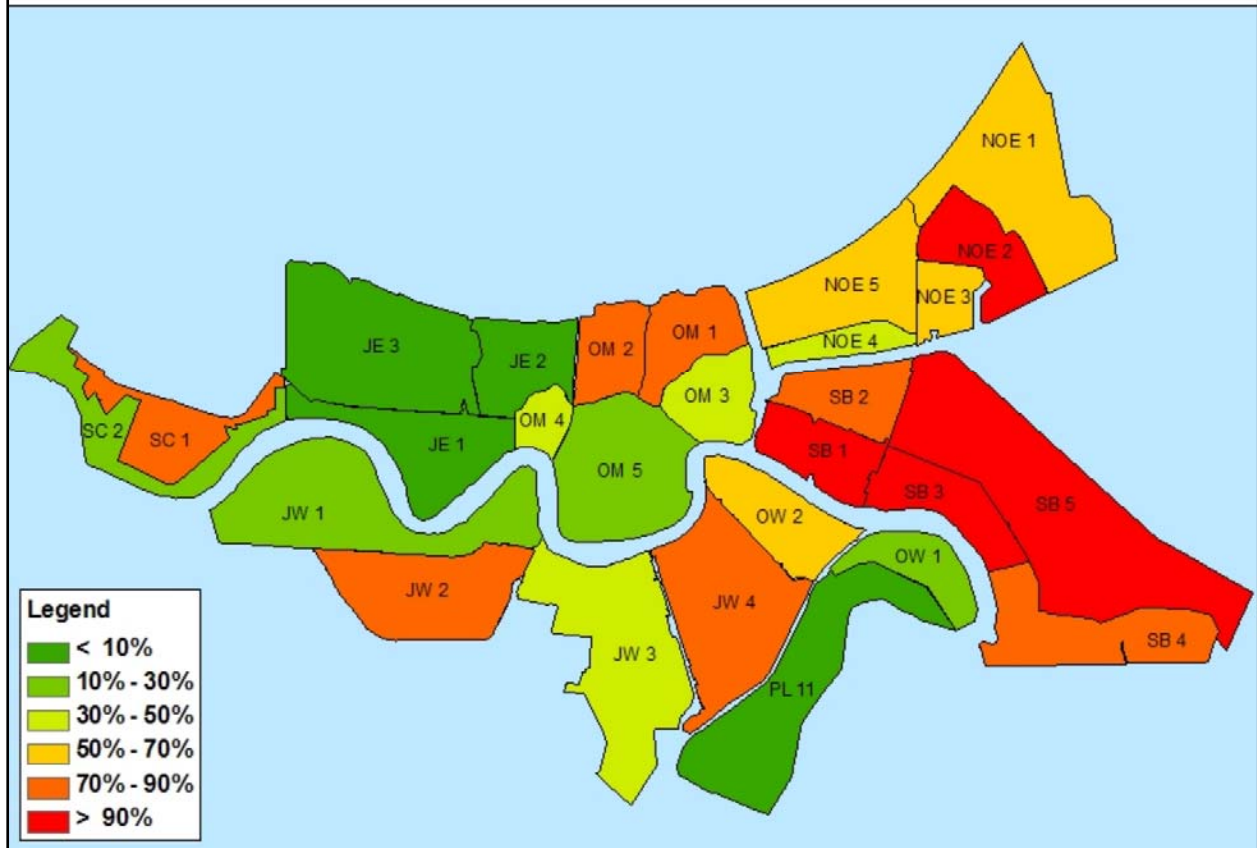 NOE 1
NOE 2
NOE 5
NOE 3
NOE 4
JE 3
JE 2
OM 2
OM 1
OM 3
SB 2
OM 4
SC 2
SC 1
JE 1
SB 1
OM 5
SB 3
SB 5
JW 1
OW 2
OW 1
JW 2
JW 4
SB 4
JW 3
PL 11
Legend
< 10%
10% - 30%
30% - 50%
50% - 70%
70% - 90%
> 90%